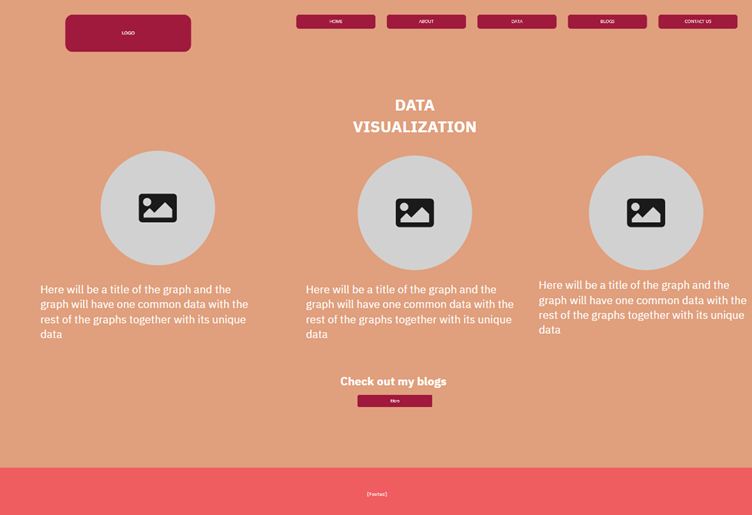 LOGO
HOME
ABOUT
DATA
BLOGS
CONTACT US
DATA
VISUALIZATION
Here will be a title of the graph and the
graph will have one common data with the
rest of the graphs together with its unique
data
Here will be a title of the graph and the
graph will have one common data with the
rest of the graphs together with its unique
data
Here will be a title of the graph and the
graph will have one common data with the
rest of the graphs together with its unique
data
Check out my blogs
[Footer]